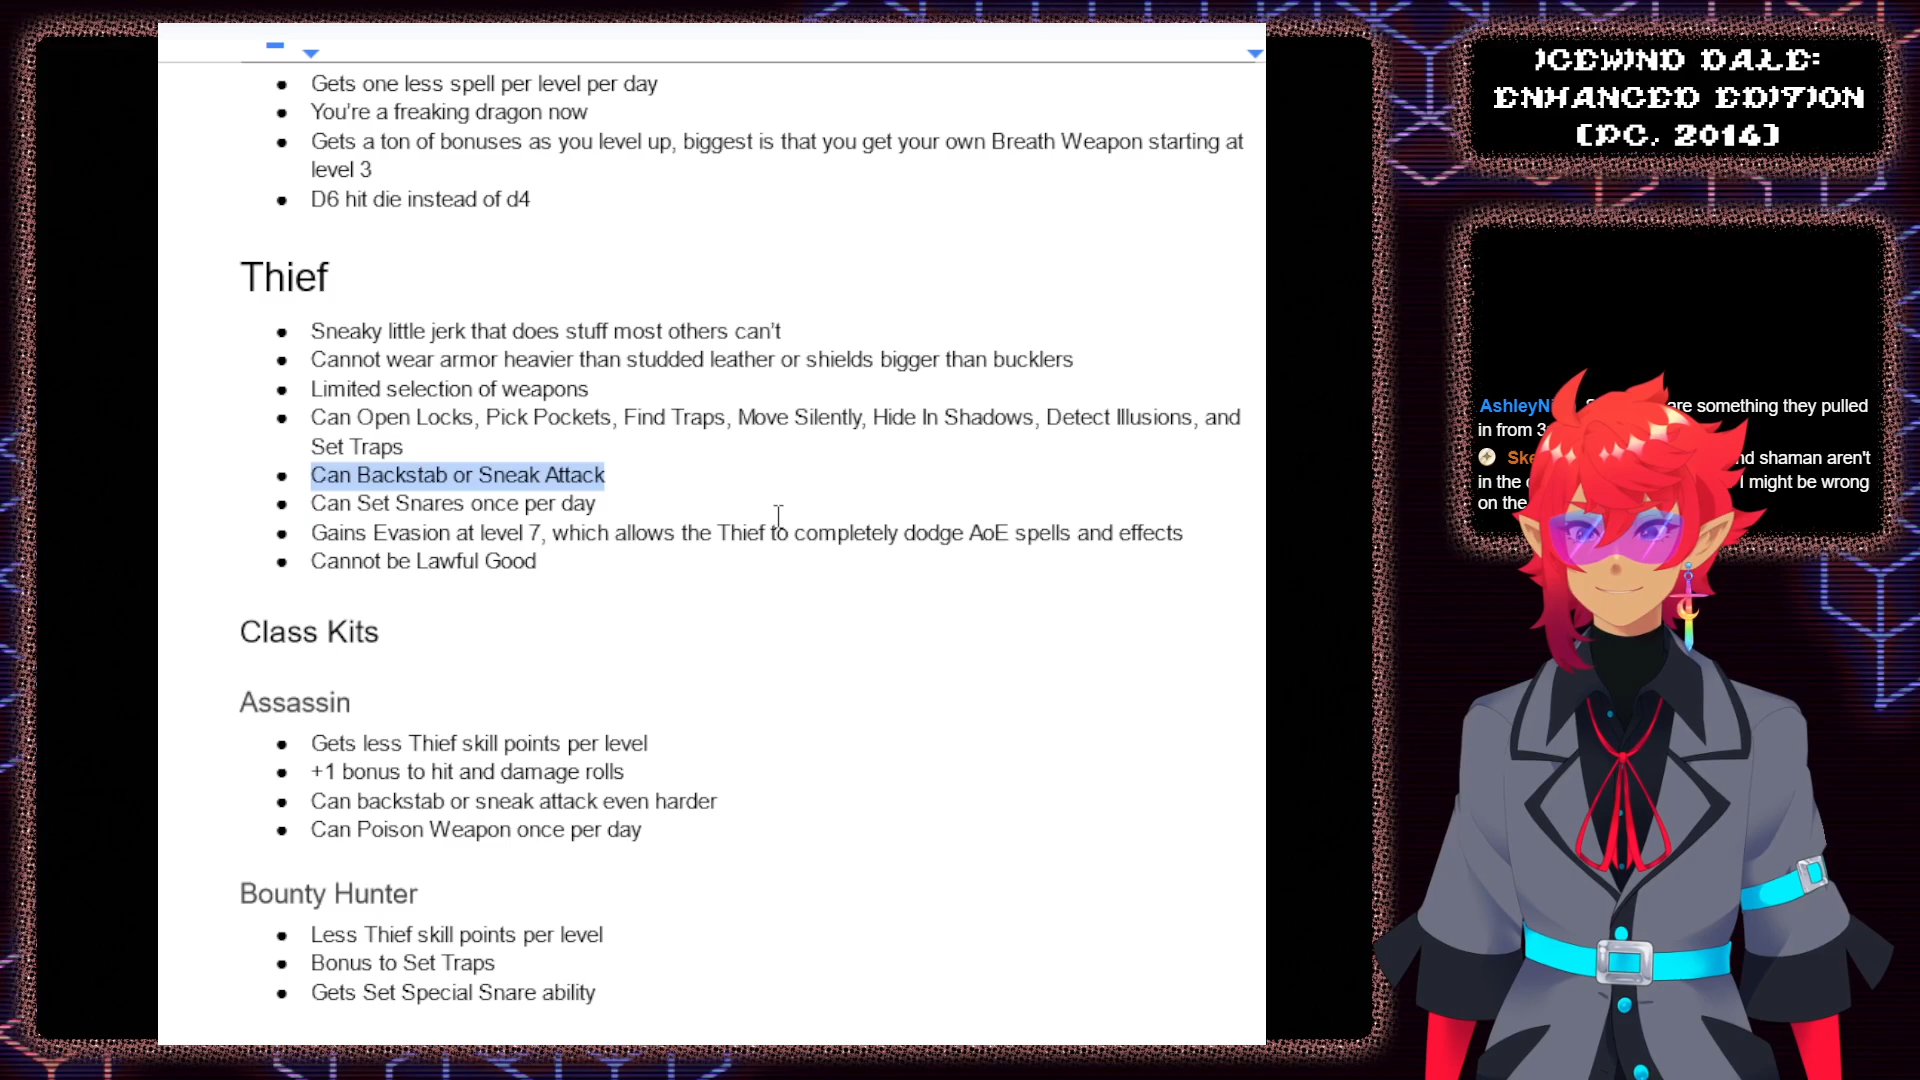 Gets one less spell per level per day
You're a freaking dragon now
Gets a ton of bonuses as you level up, biggest is that you get your own Breath Weapon starting at
level 3
D6 hit die instead of d4
Thief
Sneaky little jerk that does stuff most others can't
Cannot wear armor heavier than studded leather or shields bigger than bucklers
Limited selection of weapons
Can Open Locks, Pick Pockets, Find Traps, Move Silently, Hide In Shadows, Detect Illusions, and
Set Traps
Can Backstab or Sneak Attack
Can Set Snares once per day
Gains Evasion at level 7, which allows the Thief to completely dodge AoE spells and effects
Cannot be Lawful Good
Class Kits
Assassin
Gets less Thief skill points per level
+1 bonus to hit and damage rolls
Can backstab or sneak attack even harder
Can Poison Weapon once per day
Bounty Hunter
Less Thief skill points per level
Bonus to Set Traps
Gets Set Special Snare ability
ICEWIND DALE:
ENHANCED EDITION
(PC, 2014)
are something they pulled
in from
shaman aren't
in the I might be wrong
on the